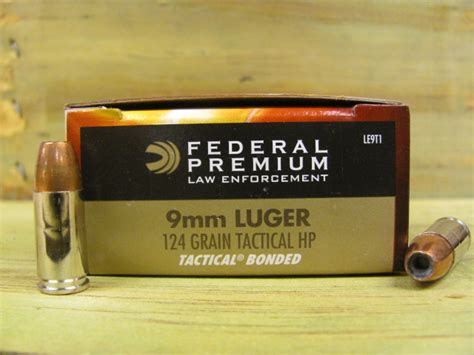 LE9T1
FEDERAL
PREMIUM
LAW ENFORCEMENT
9mm LUGER
124 GRAIN TACTICAL HP
TACTICAL® BONDED